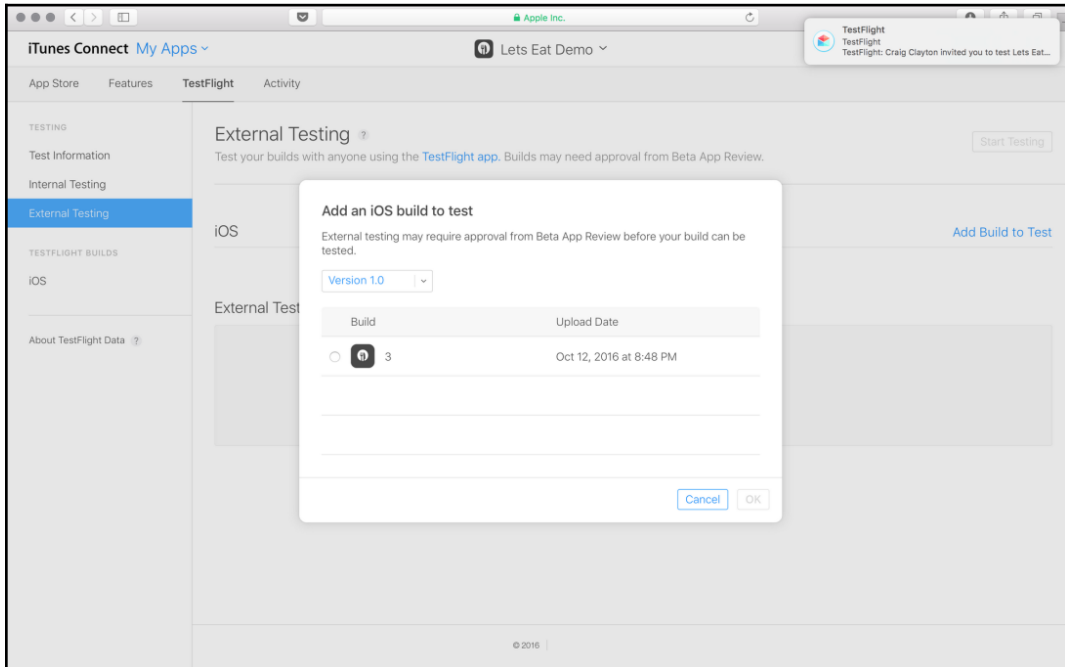 Apple Inc.
TestFlight
TestFlight
TestFlight: Craig Clayton invited you to test Lets Eat...
iTunes Connect My Apps
Lets Eat Demo
App Store Features TestFlight Activity
TESTING
Test Information
Internal Testing
External Testing
TESTFLIGHT BUILDS
iOS
About TestFlight Data ?
External Testing ?
Start Testing
Test your builds with anyone using the TestFlight app. Builds may need approval from Beta App Review.
iOS
Add Build to Test
External Test
Add an iOS build to test
External testing may require approval from Beta App Review before your build can be
tested.
Version 1.0
Build Upload Date
3 Oct 12, 2016 at 8:48 PM
Cancel OK
© 2016